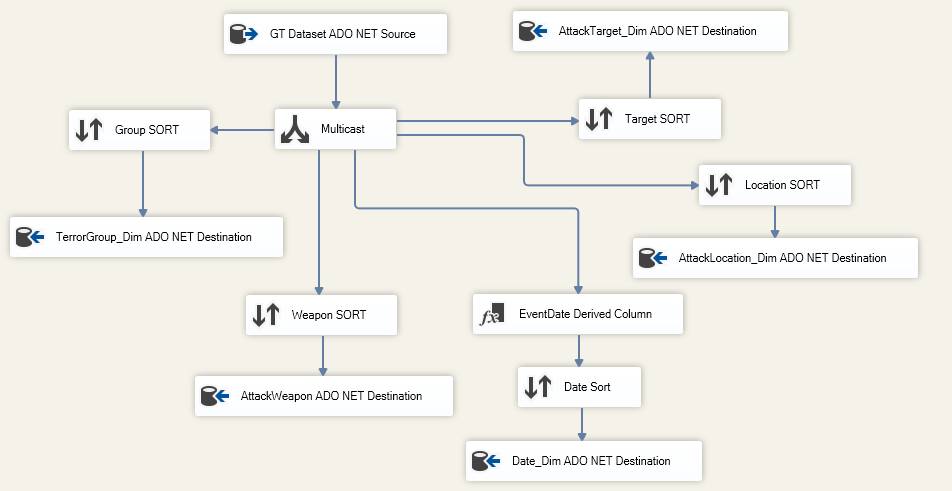 GT Dataset ADO NET Source
AttackTarget_Dim ADO NET Destination
Group SORT
Multicast
Target SORT
Location SORT
TerrorGroup_Dim ADO NET Destination
AttackLocation_Dim ADO NET Destination
Weapon SORT
fx
EventDate Derived Column
AttackWeapon ADO NET Destination
Date Sort
Date_Dim ADO NET Destination